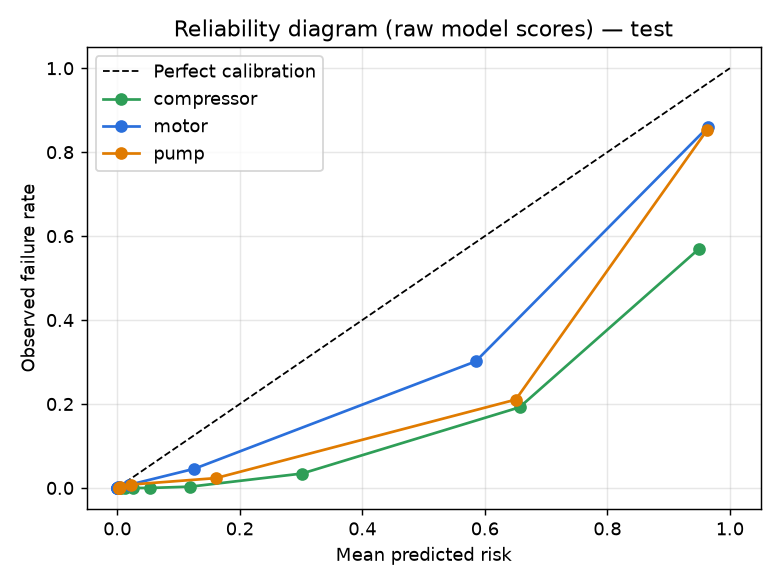 Reliability diagram (raw model scores) — test
Perfect calibration
compressor
motor
pump
Observed failure rate
1.0
0.8
0.6
0.4
0.2
0.0
0.0 0.2 0.4 0.6 0.8 1.0
Mean predicted risk